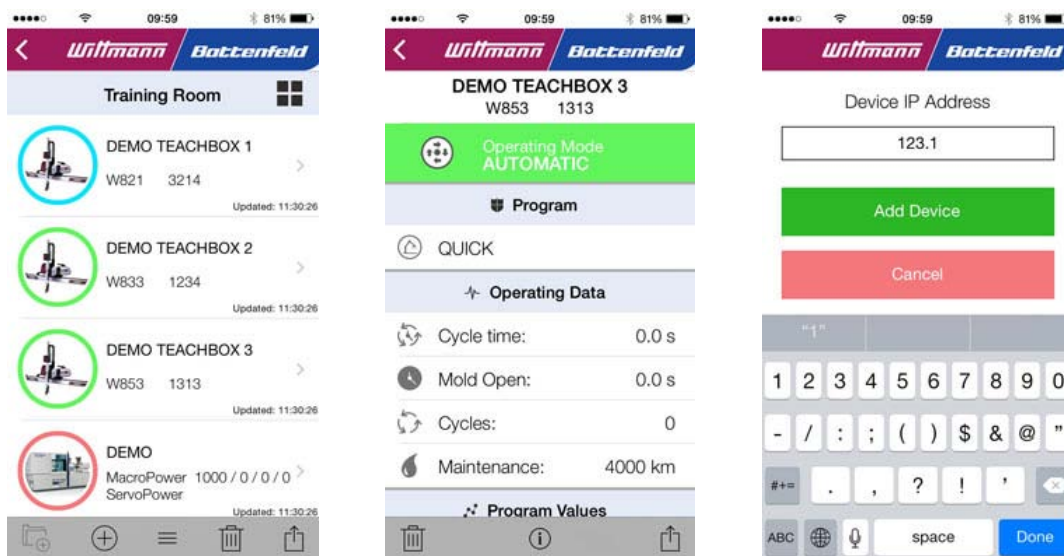 09:59
81%
Wittmann
Battenfeld
Training Room
DEMO TEACHBOX 1
W821 3214
Updated: 11:30:26
DEMO TEACHBOX 2
W833 1234
Updated: 11:30:26
DEMO TEACHBOX 3
W853 1313
Updated: 11:30:26
DEMO
MacroPower 1000 / 0 / 0 / 0
ServoPower
Updated: 11:30:26
09:59
81%
Wittmann
Battenfeld
DEMO TEACHBOX 3
W853 1313
Operating Mode
AUTOMATIC
Program
QUICK
Operating Data
Cycle time: 0.0 s
Mold Open: 0.0 s
Cycles: 0
Maintenance: 4000 km
Program Values
09:59
81%
Wittmann
Battenfeld
Device IP Address
123.1
Add Device
Cancel
"1"
1 2 3 4 5 6 7 8 9 0
- / : ; ( ) $ & @ "
#+= . , ? ! '
ABC space Done